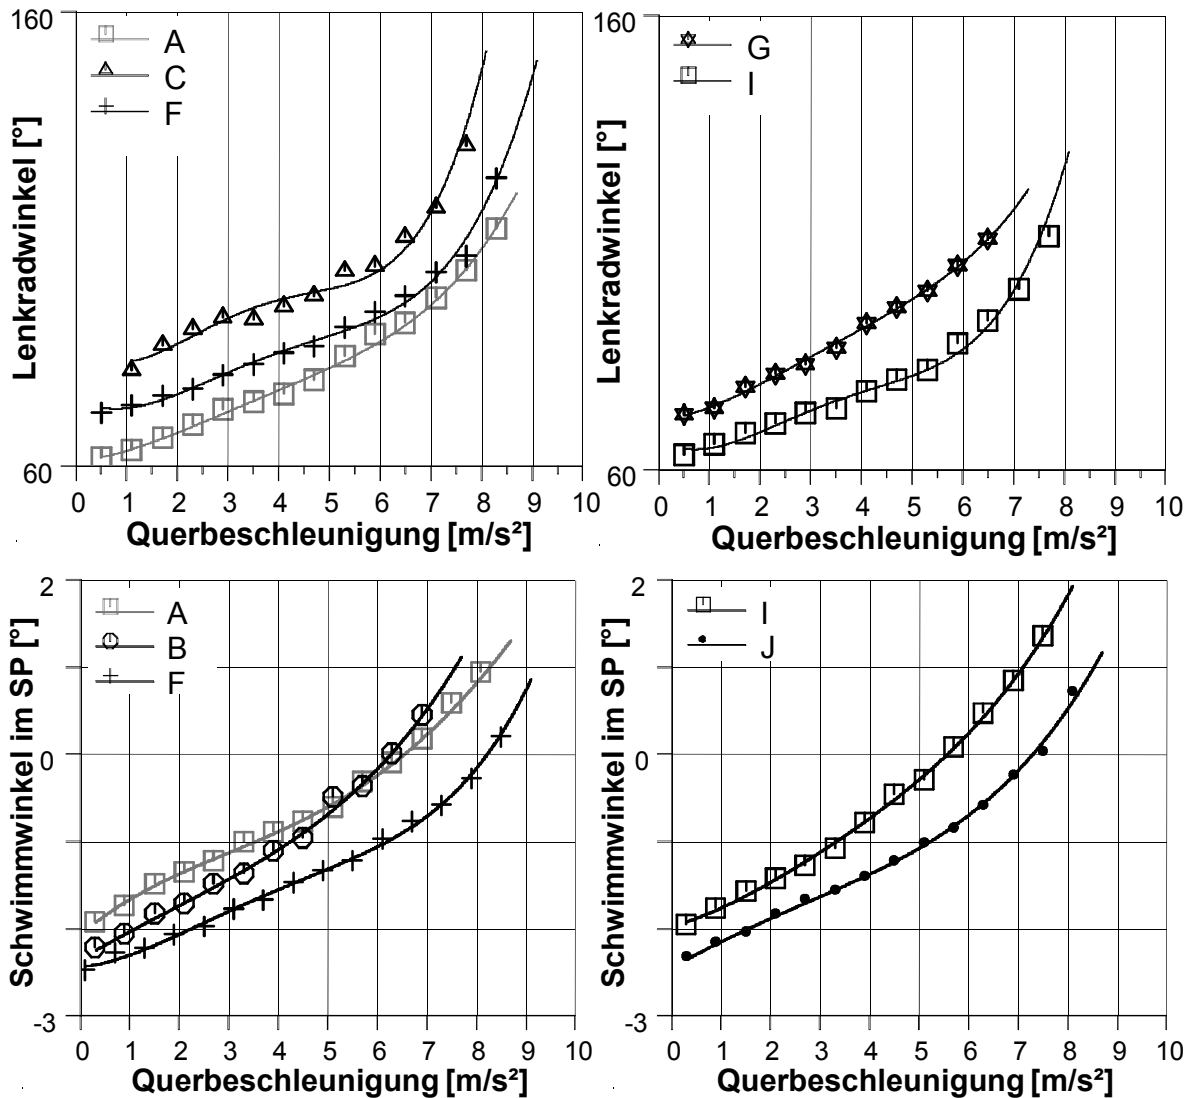 160
A
C
F
Lenkradwinkel [°]
60
0 1 2 3 4 5 6 7 8 9 10
Querbeschleunigung [m/s²]
160
G
I
Lenkradwinkel [°]
60
0 1 2 3 4 5 6 7 8 9 10
Querbeschleunigung [m/s²]
2
A
B
F
Schwimmwinkel im SP [°]
0
-3
0 1 2 3 4 5 6 7 8 9 10
Querbeschleunigung [m/s²]
2
I
J
Schwimmwinkel im SP [°]
0
-3
0 1 2 3 4 5 6 7 8 9 10
Querbeschleunigung [m/s²]